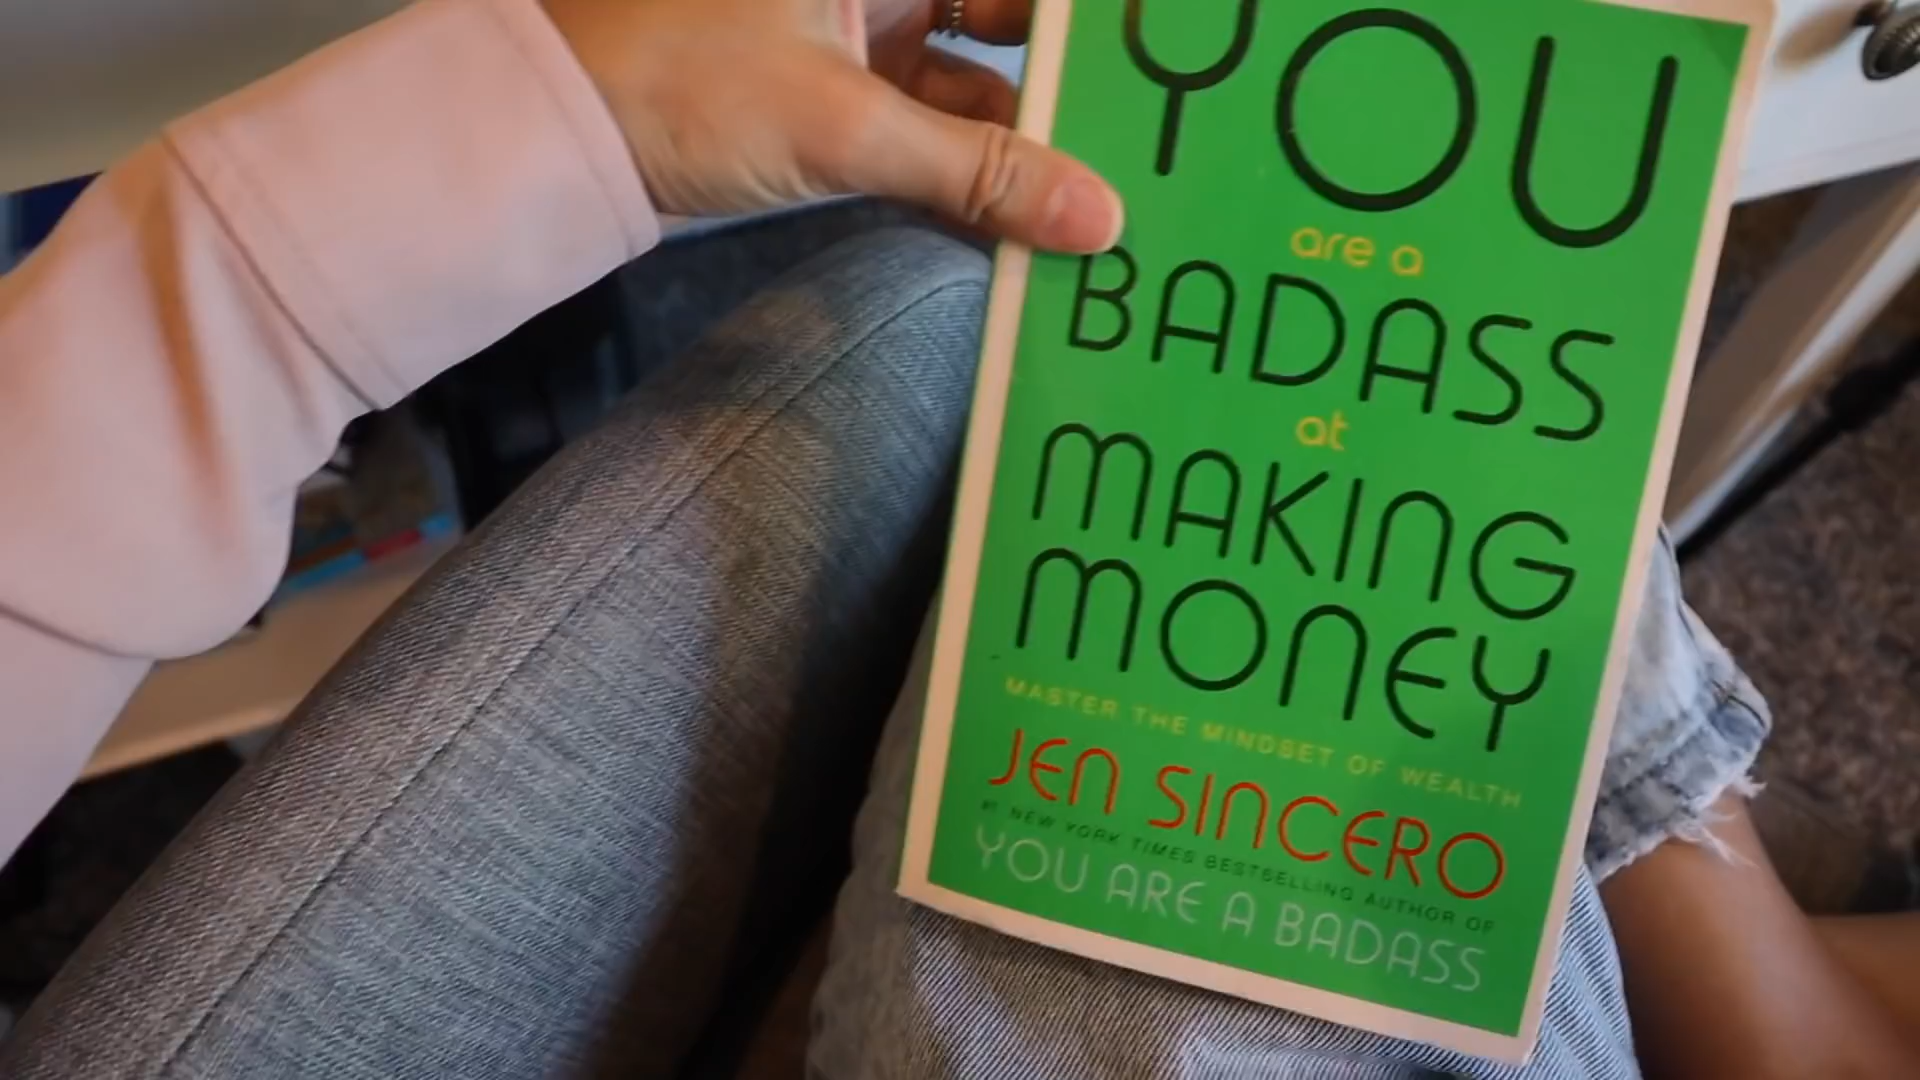 YOU
are a
BADASS
at
MAKING
MONEY
MASTER THE MINDSET OF WEALTH
JEN SINCERO
#1 NEW YORK TIMES BESTSELLING AUTHOR OF
YOU ARE A BADASS